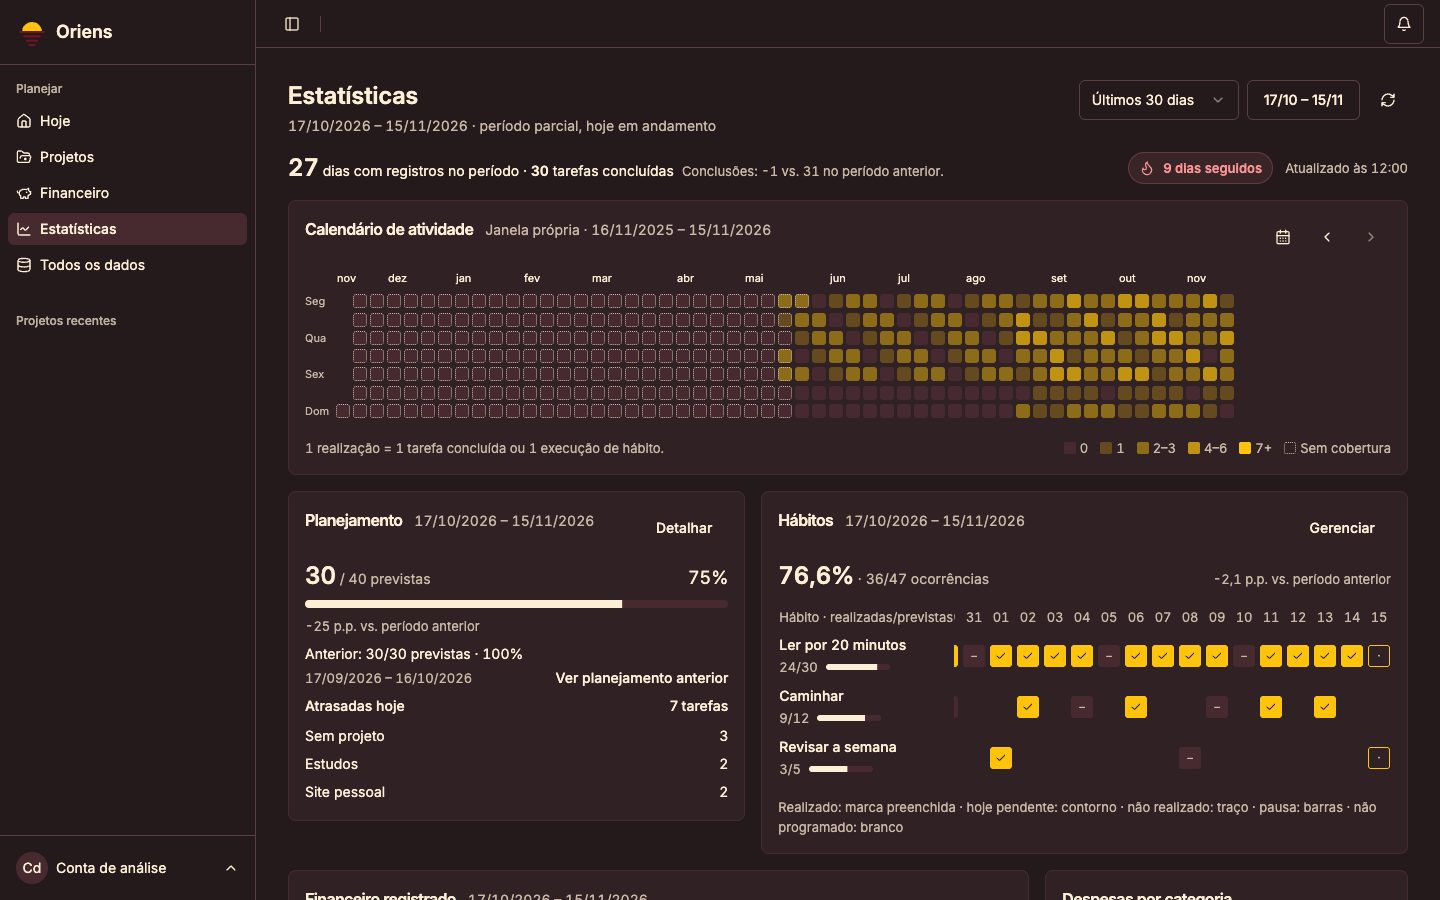 Oriens
Planejar
Hoje
Projetos
Financeiro
Estatísticas
Todos os dados
Projetos recentes
Cd Conta de análise
Estatísticas
17/10/2026 – 15/11/2026 · período parcial, hoje em andamento
Últimos 30 dias
17/10 – 15/11
27 dias com registros no período · 30 tarefas concluídas Conclusões: -1 vs. 31 no período anterior.
9 dias seguidos
Atualizado às 12:00
Calendário de atividade Janela própria · 16/11/2025 – 15/11/2026
nov dez jan fev mar abr mai jun jul ago set out nov
Seg
Qua
Sex
Dom
1 realização = 1 tarefa concluída ou 1 execução de hábito.
0 1 2–3 4–6 7+ Sem cobertura
Planejamento 17/10/2026 – 15/11/2026
Detalhar
30 / 40 previstas 75%
-25 p.p. vs. período anterior
Anterior: 30/30 previstas · 100%
17/09/2026 – 16/10/2026 Ver planejamento anterior
Atrasadas hoje 7 tarefas
Sem projeto 3
Estudos 2
Site pessoal 2
Hábitos 17/10/2026 – 15/11/2026
Gerenciar
76,6% · 36/47 ocorrências -2,1 p.p. vs. período anterior
Hábito · realizadas/previstas 31 01 02 03 04 05 06 07 08 09 10 11 12 13 14 15
Ler por 20 minutos
24/30
Caminhar
9/12
Revisar a semana
3/5
Realizado: marca preenchida · hoje pendente: contorno · não realizado: traço · pausa: barras · não
programado: branco
Financeiro registrado 17/10/2026 – 15/11/2026
Despesas por categoria